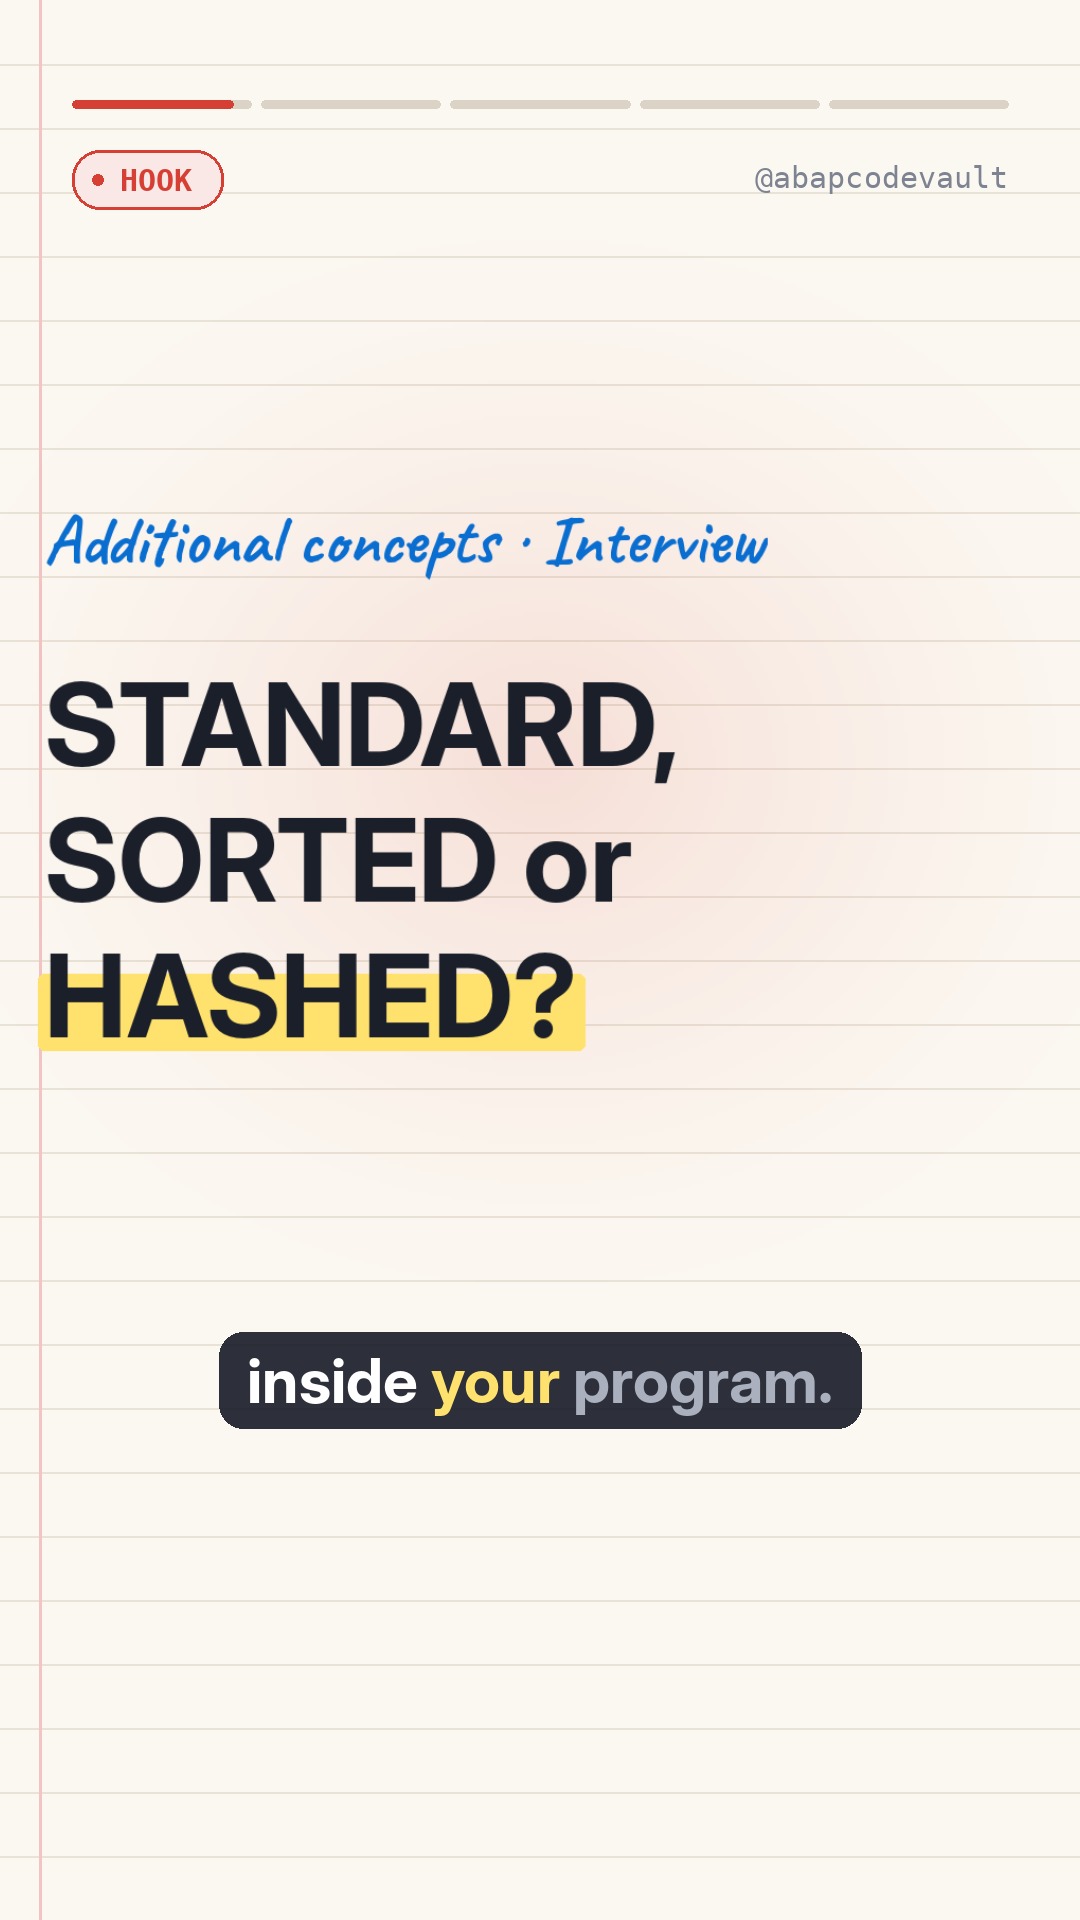 HOOK
@abapcodevault
Additional concepts · Interview
STANDARD,
SORTED or
HASHED?
inside your program.